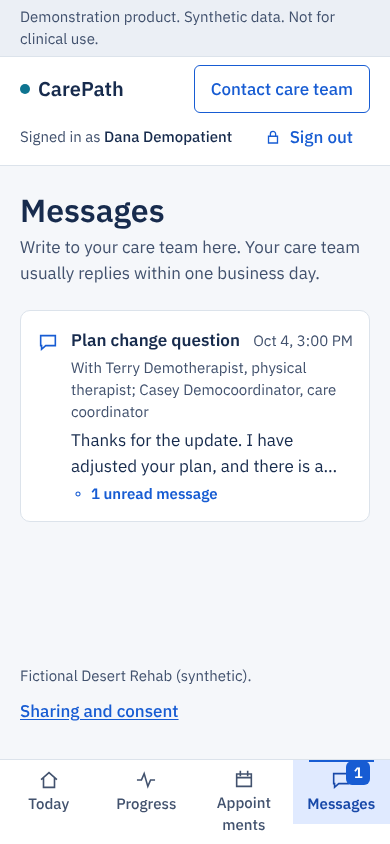 Demonstration product. Synthetic data. Not for
clinical use.
CarePath
Contact care team
Signed in as Dana Demopatient
Sign out
Messages
Write to your care team here. Your care team
usually replies within one business day.
Plan change question
Oct 4, 3:00 PM
With Terry Demotherapist, physical
therapist; Casey Democoordinator, care
coordinator
Thanks for the update. I have
adjusted your plan, and there is a...
1 unread message
Fictional Desert Rehab (synthetic).
Sharing and consent
Today
Progress
Appoint
ments
1
Messages